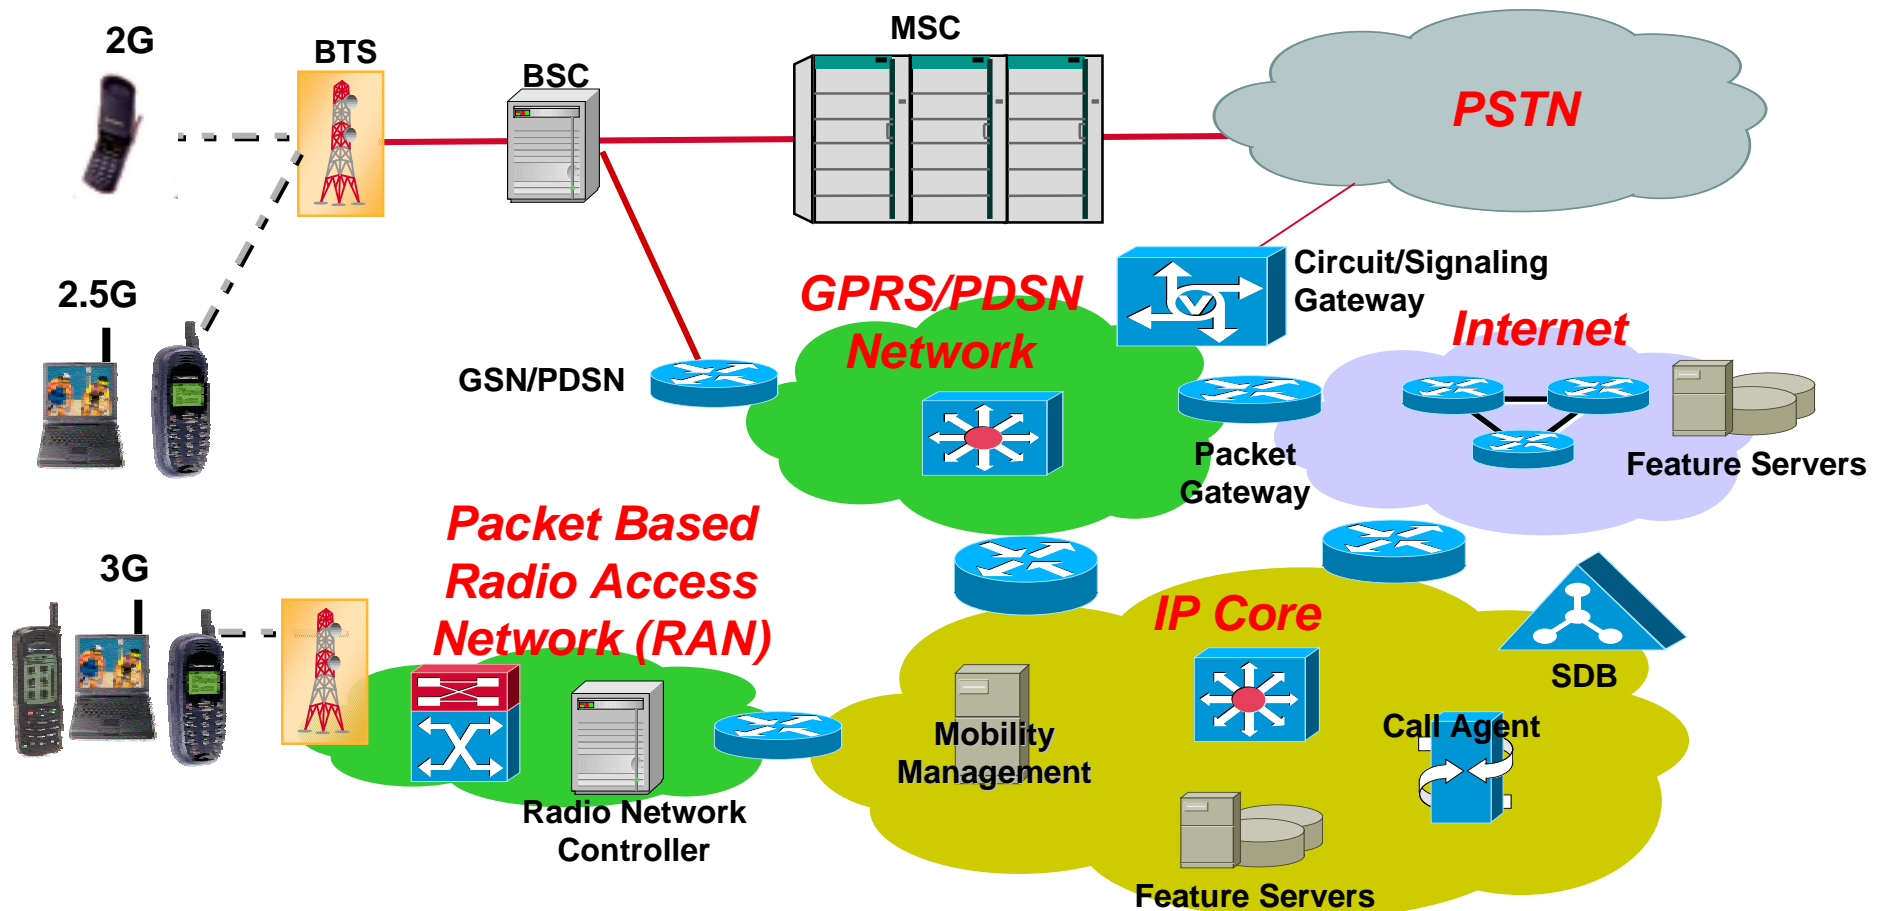 2G
BTS
BSC
MSC
PSTN
2.5G
GSN/PDSN
GPRS/PDSN
Network
Circuit/Signaling
Gateway
Internet
Packet
Gateway
Feature Servers
3G
Packet Based
Radio Access
Network (RAN)
Radio Network
Controller
IP Core
Mobility
Management
SDB
Call Agent
Feature Servers